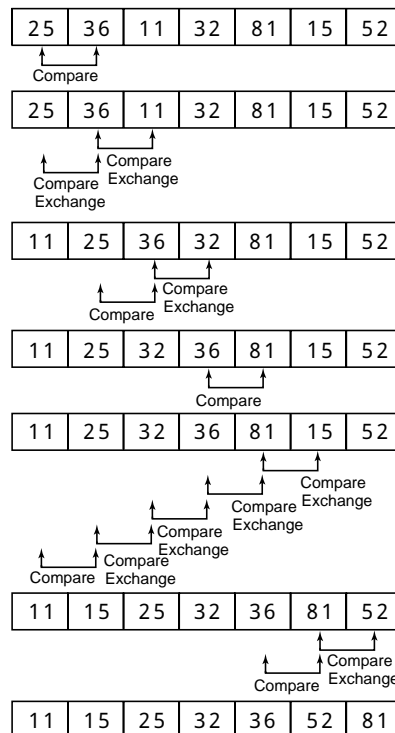 25 36 11 32 81 15 52
Compare
25 36 11 32 81 15 52
Compare
Exchange
Compare
Exchange
11 25 36 32 81 15 52
Compare
Exchange
Compare
11 25 32 36 81 15 52
Compare
11 25 32 36 81 15 52
Compare
Exchange
Compare
Exchange
Compare
Exchange
Compare
Exchange
Compare
11 15 25 32 36 81 52
Compare
Exchange
Compare
11 15 25 32 36 52 81